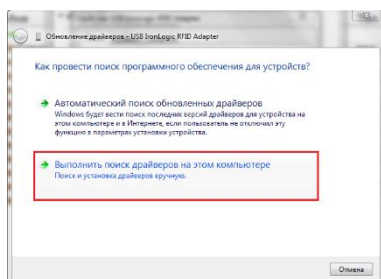 Обновление драйверов - USB IronLogic RFID Adapter
Как провести поиск программного обеспечения для устройств?
Автоматический поиск обновленных драйверов
Windows будет вести поиск последних версий драйверов для устройства на
этом компьютере и в Интернете, если пользователь не отключил эту
функцию в параметрах установки устройства.
Выполнить поиск драйверов на этом компьютере
Поиск и установка драйверов вручную.
Отмена